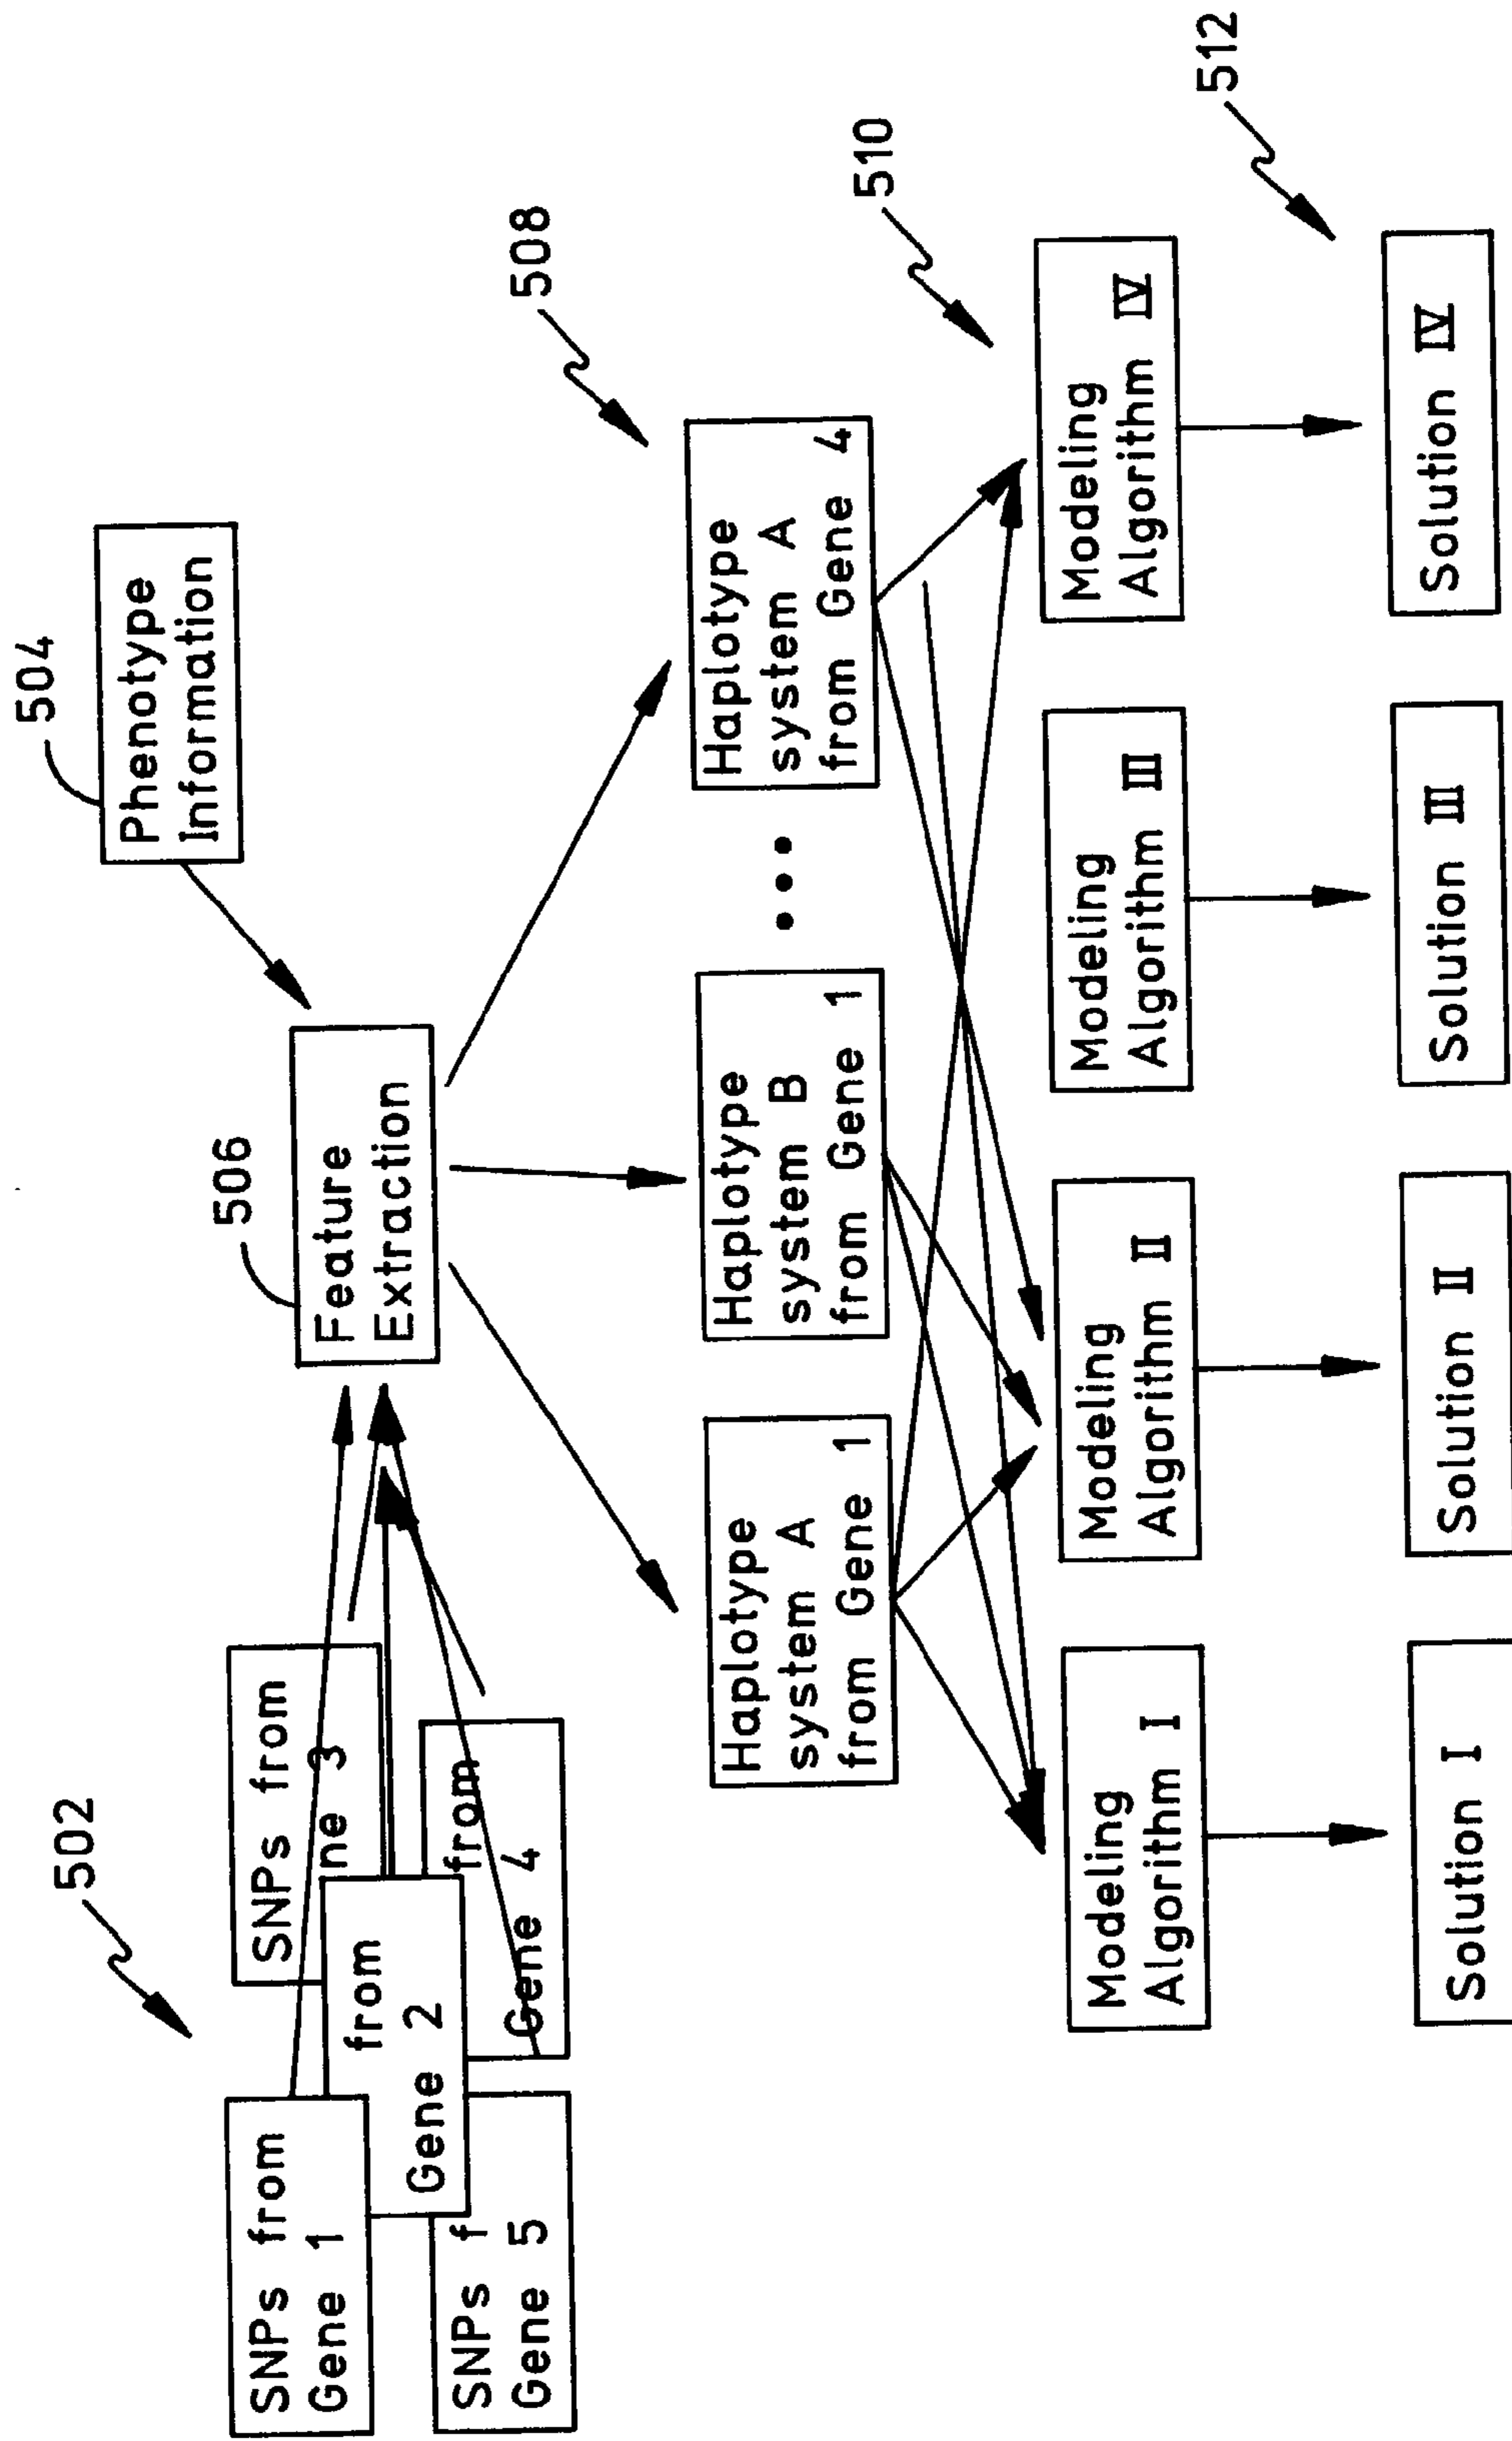 502
504
506
SNPs from
Gene 1
from
Gene 2
SNPs from
ne 3
from
Gene 4
SNPs f
Gene 5
Phenotype
Information
Feature
Extraction
508
Haplotype
system A
from Gene 1
Haplotype
system B
from Gene 1
• • •
Haplotype
system A
from Gene 4
510
Modeling
Algorithm I
Modeling
Algorithm II
Modeling
Algorithm III
Modeling
Algorithm IV
512
Solution I
Solution II
Solution III
Solution IV